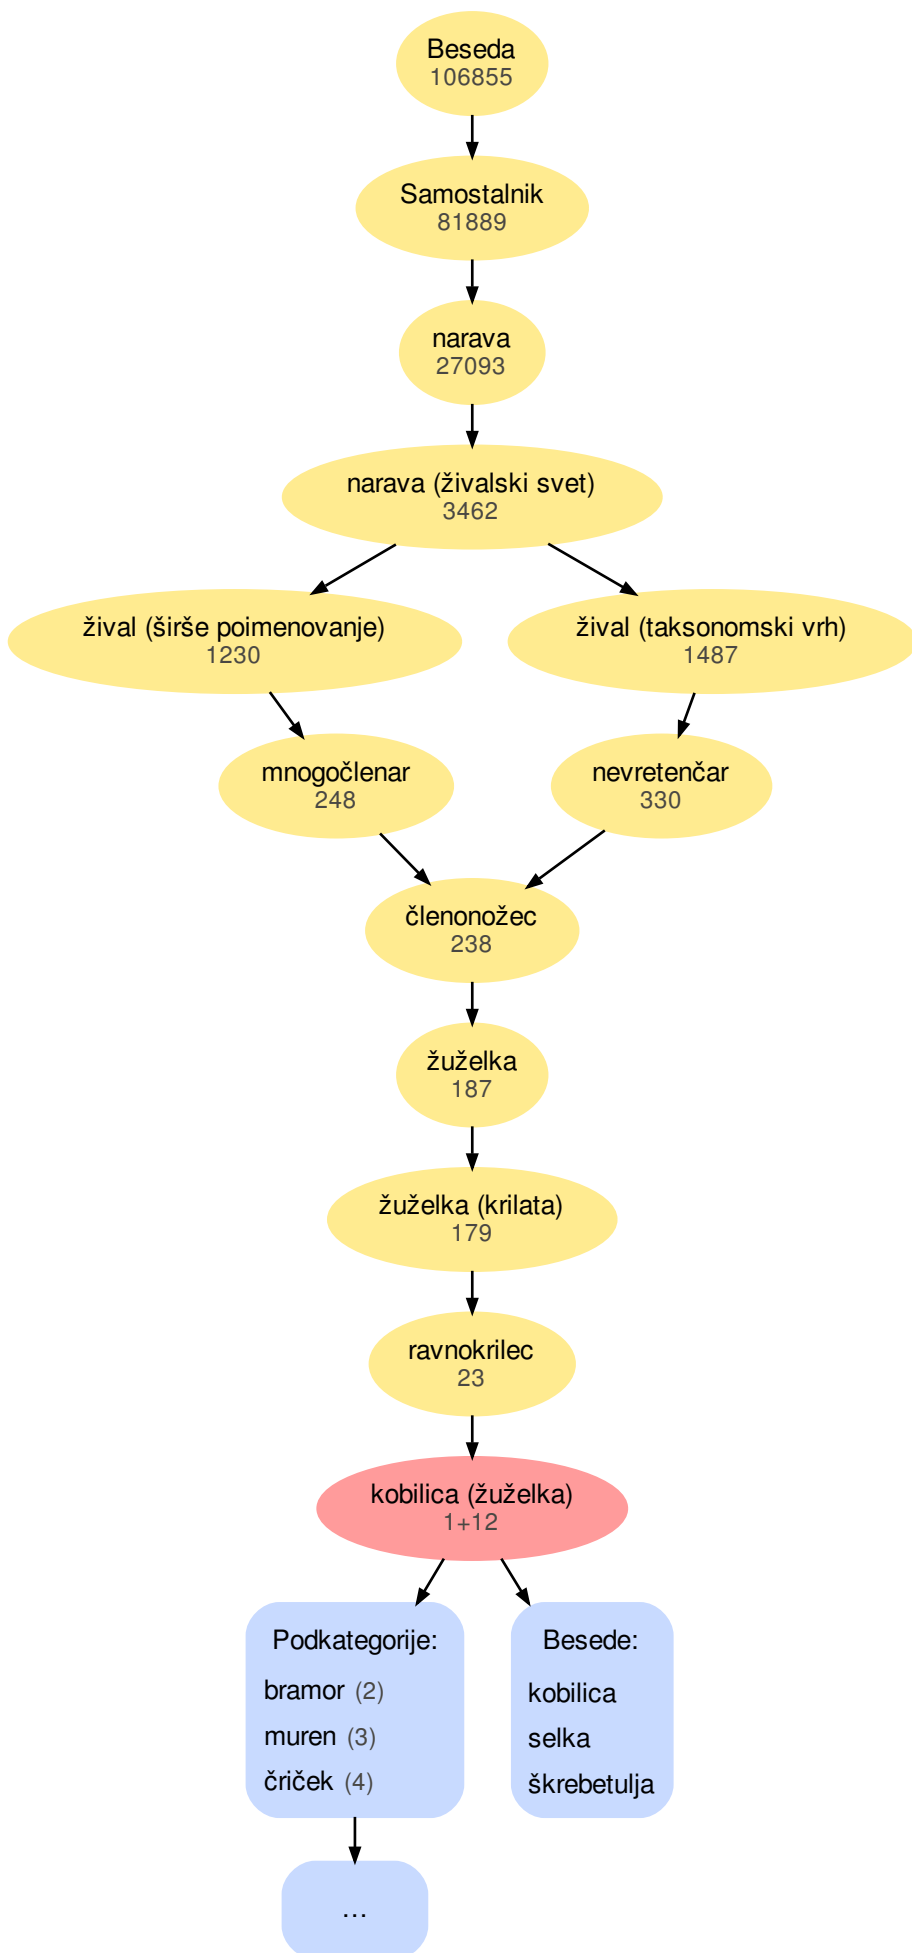 Beseda
106855
Samostalnik
81889
narava
27093
narava (živalski svet)
3462
žival (širše poimenovanje)
1230
žival (taksonomski vrh)
1487
mnogočlenar
248
nevretenčar
330
členonožec
238
žuželka
187
žuželka (krilata)
179
ravnokrilec
23
kobilica (žuželka)
1+12
Podkategorije:
bramor (2)
muren (3)
čriček (4)
Besede:
kobilica
selka
škrebetulja
...